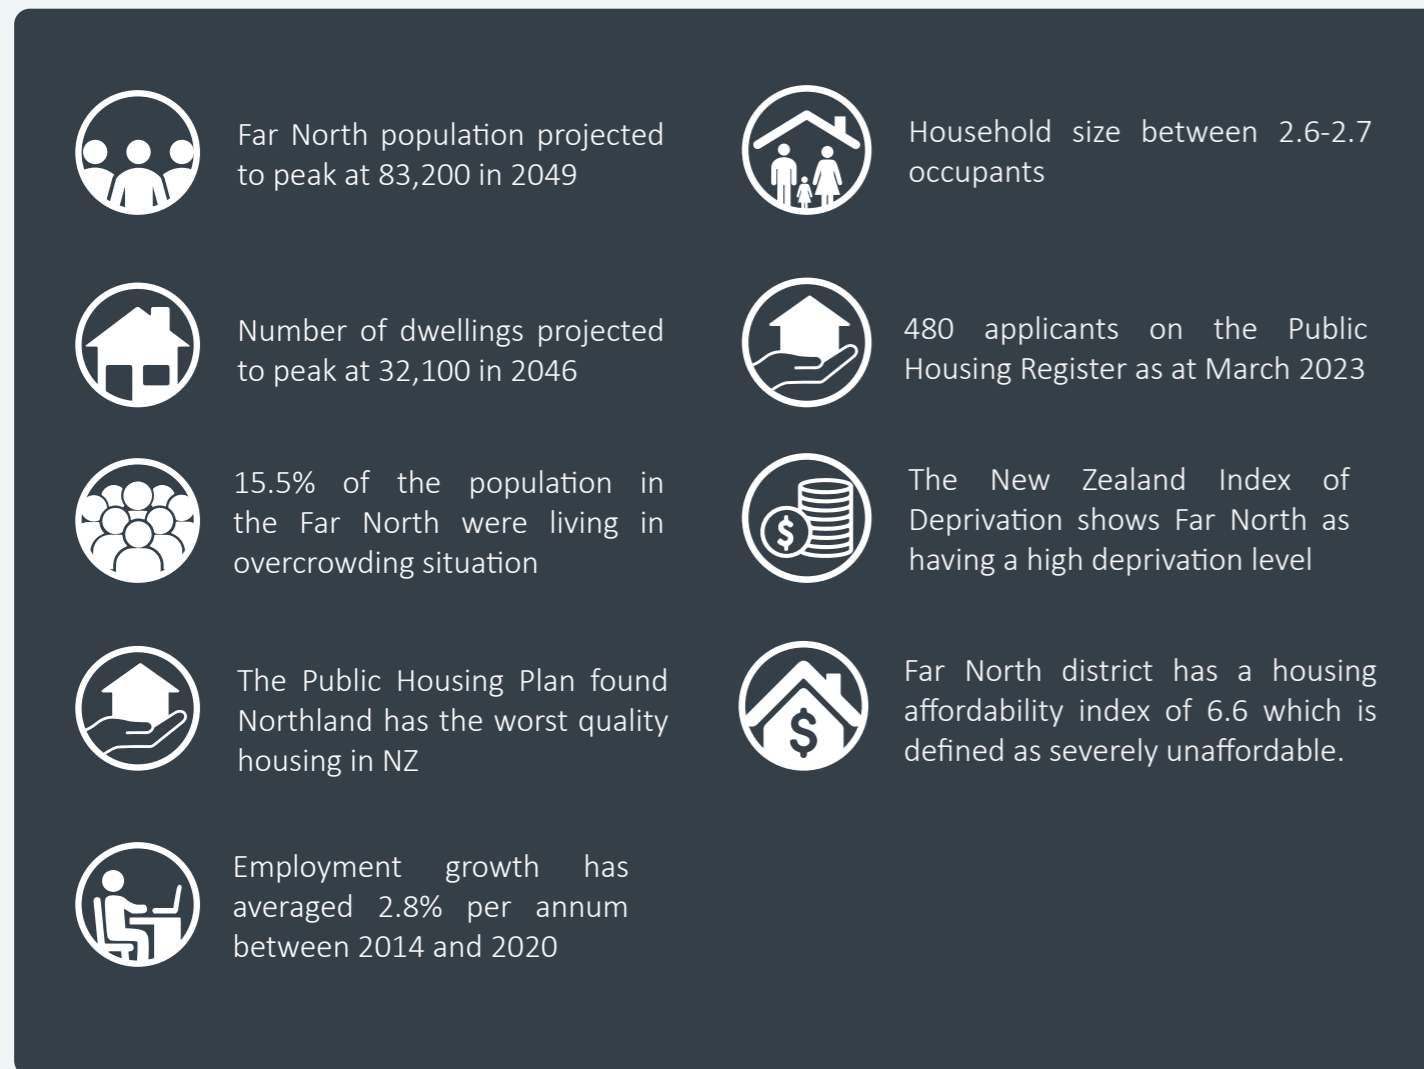 Far North population projected
to peak at 83,200 in 2049
Number of dwellings projected
to peak at 32,100 in 2046
15.5% of the population in
the Far North were living in
overcrowding situation
The Public Housing Plan found
Northland has the worst quality
housing in NZ
Employment growth has
averaged 2.8% per annum
between 2014 and 2020
Household size between 2.6-2.7
occupants
480 applicants on the Public
Housing Register as at March 2023
$
The New Zealand Index of
Deprivation shows Far North as
having a high deprivation level
$
Far North district has a housing
affordability index of 6.6 which is
defined as severely unaffordable.